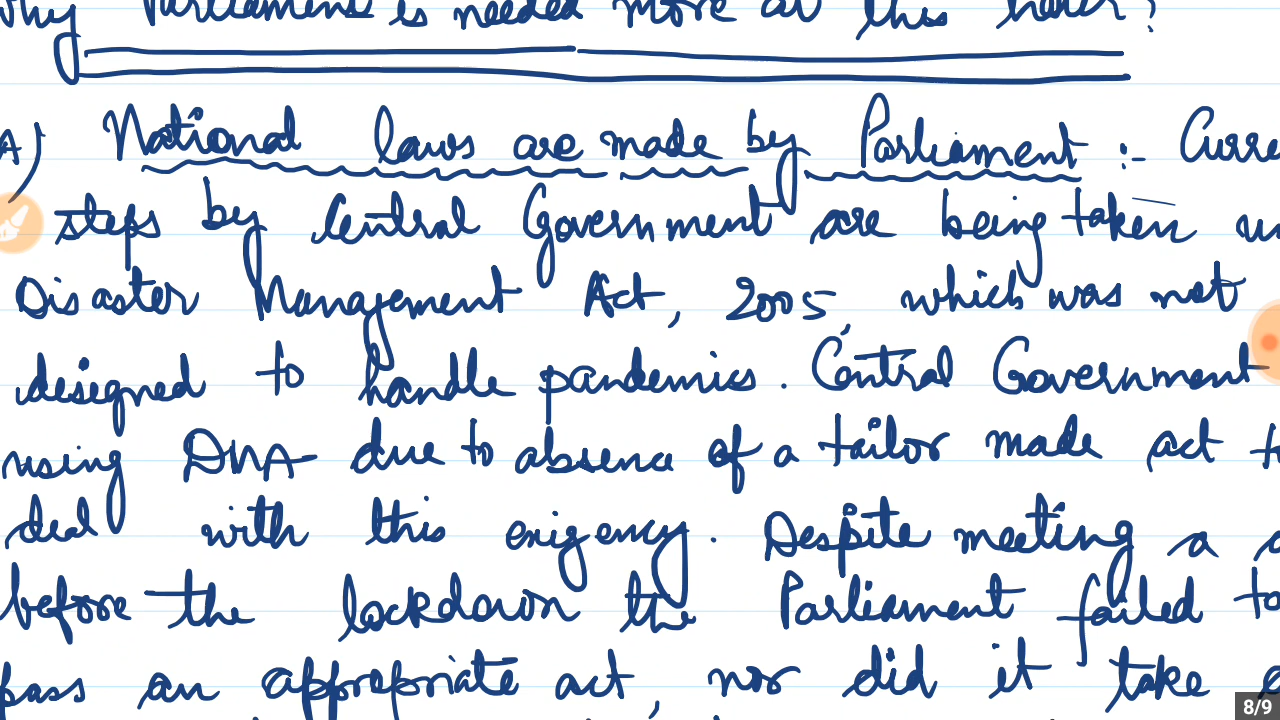 Why Parliament is needed more at this hour?
A) National laws are made by Parliament :- Curre
steps by Central Government are being taken un
Disaster Management Act, 2005, which was not
designed to handle pandemics. Central Government
using DMA due to absence of a tailor made act to
deal with this exigency. Despite meeting a
before the lockdown the Parliament failed to
pass an appropriate act, nor did it take
8/9